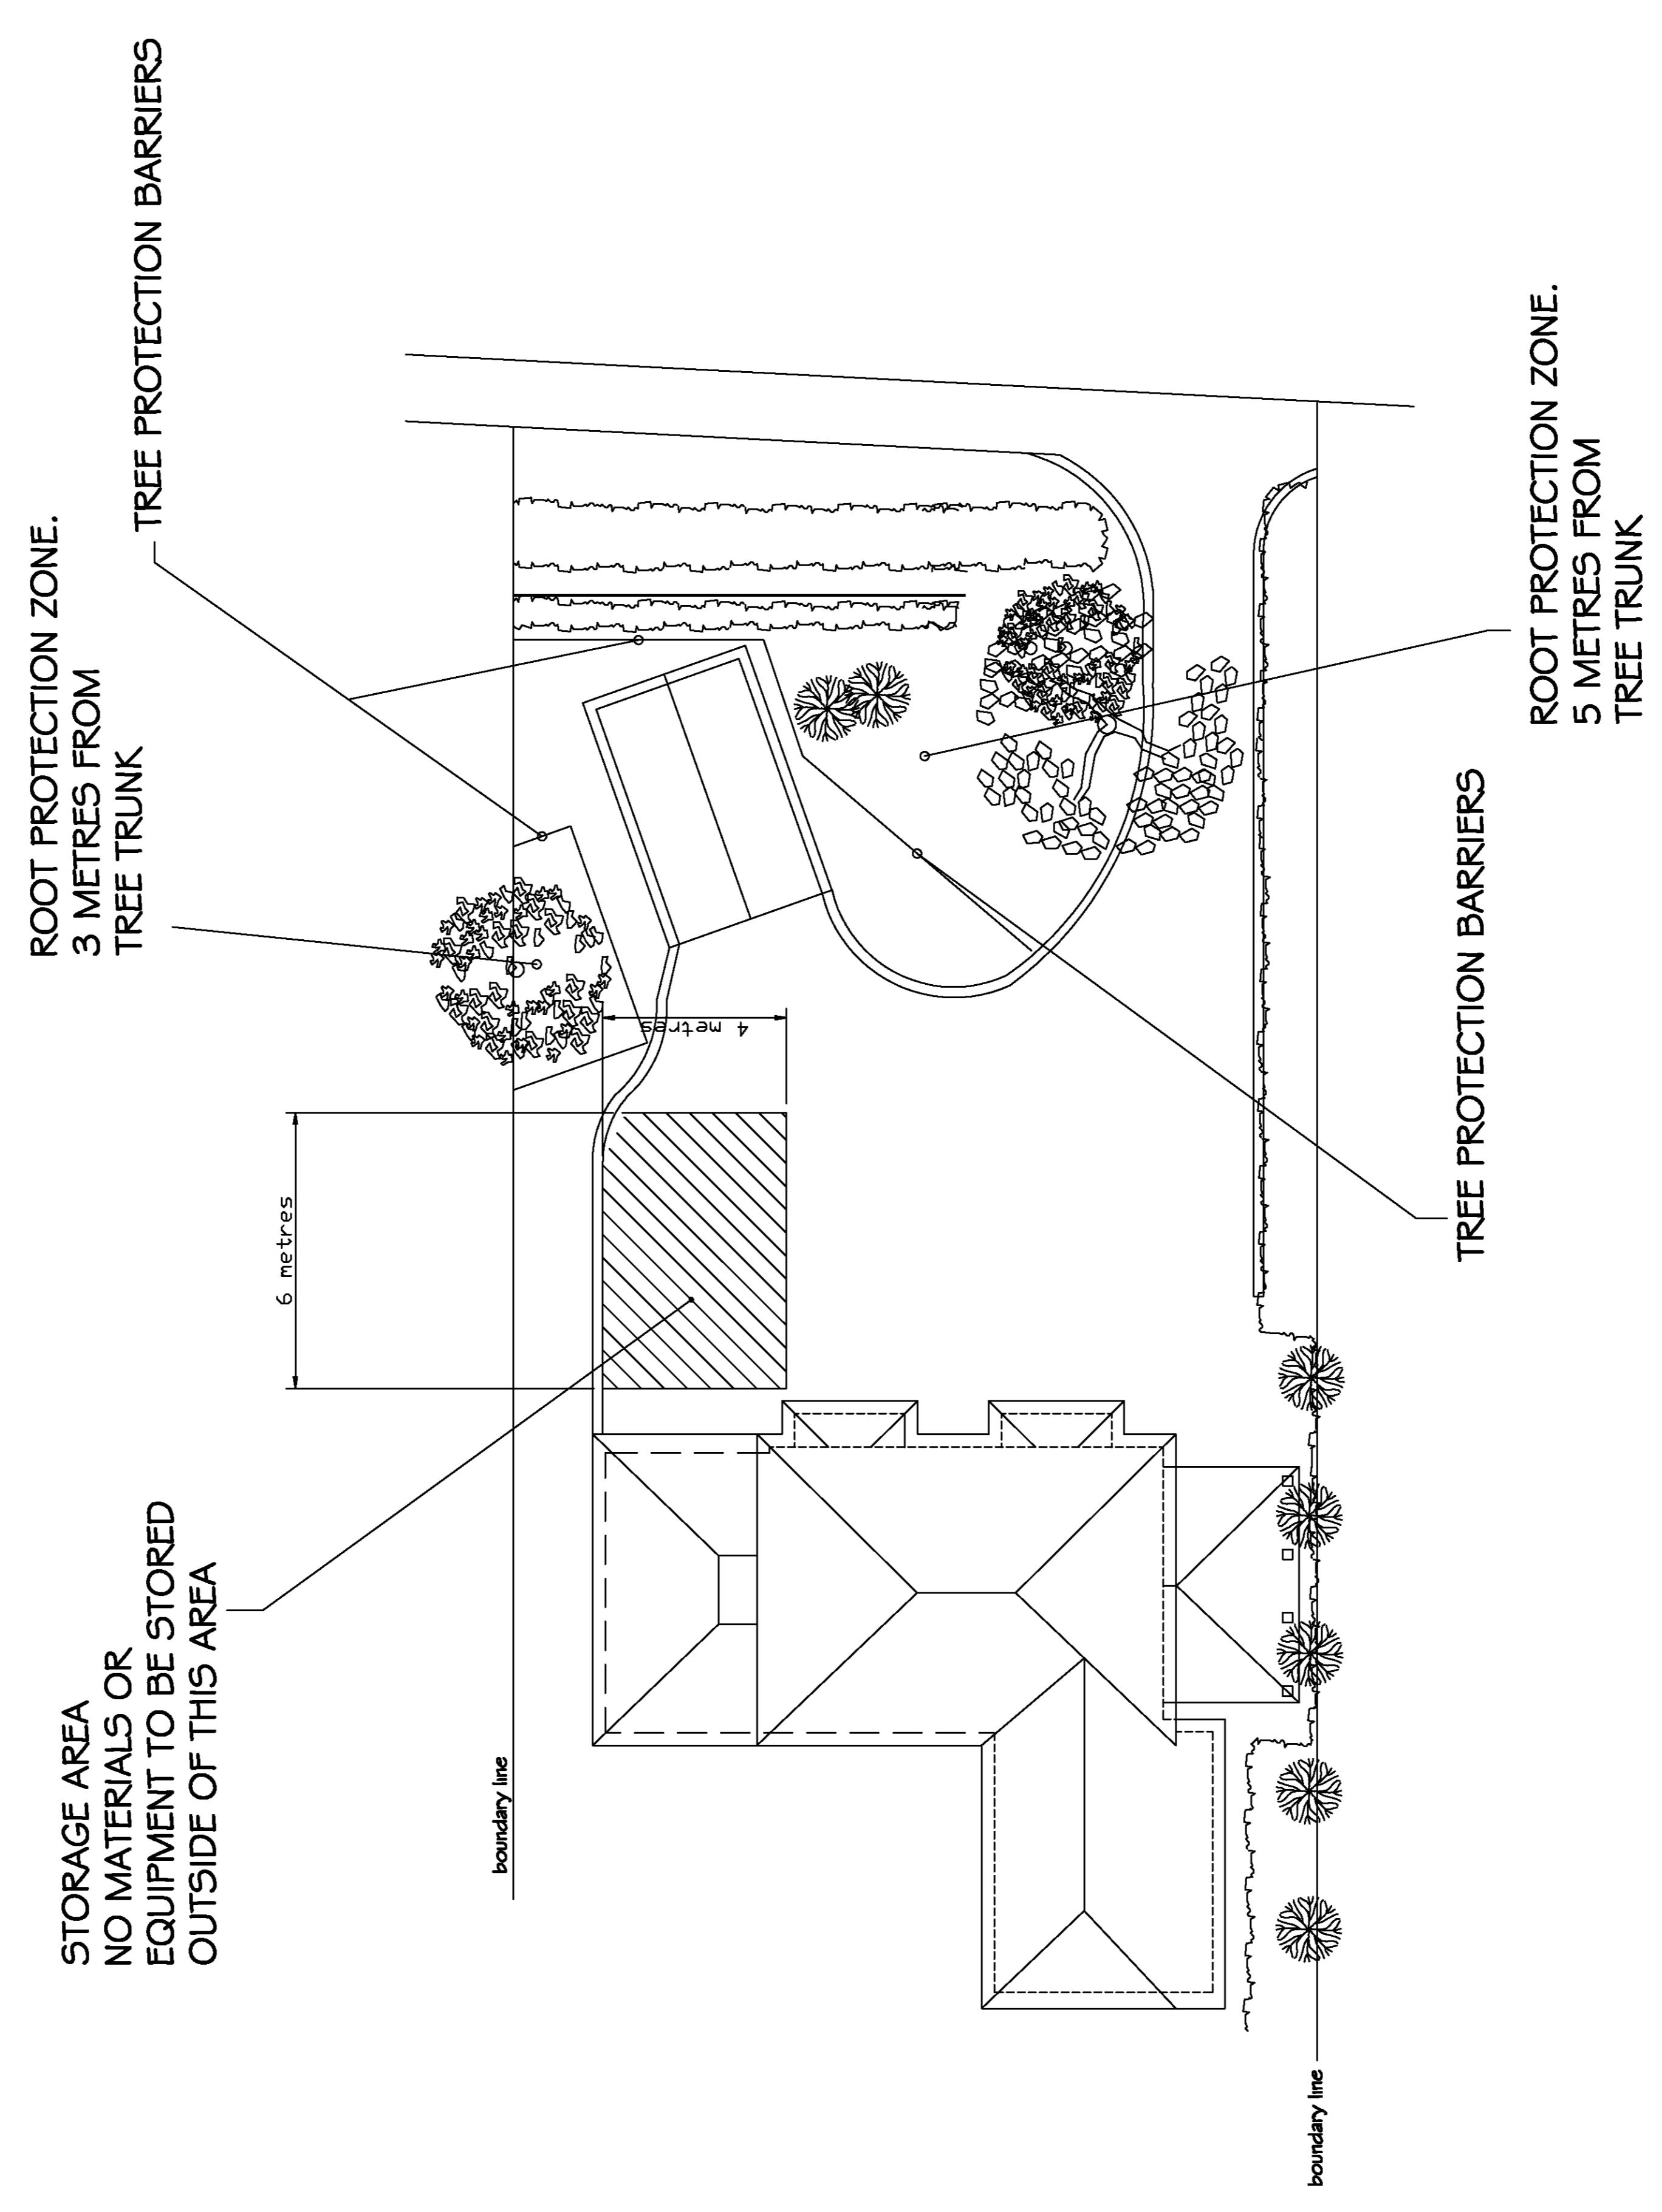 STORAGE AREA
NO MATERIALS OR
EQUIPMENT TO BE STORED
OUTSIDE OF THIS AREA
ROOT PROTECTION ZONE.
3 METRES FROM
TREE TRUNK
TREE PROTECTION BARRIERS
6 metres
4 metres
boundary line
TREE PROTECTION BARRIERS
ROOT PROTECTION ZONE.
5 METRES FROM
TREE TRUNK
boundary line